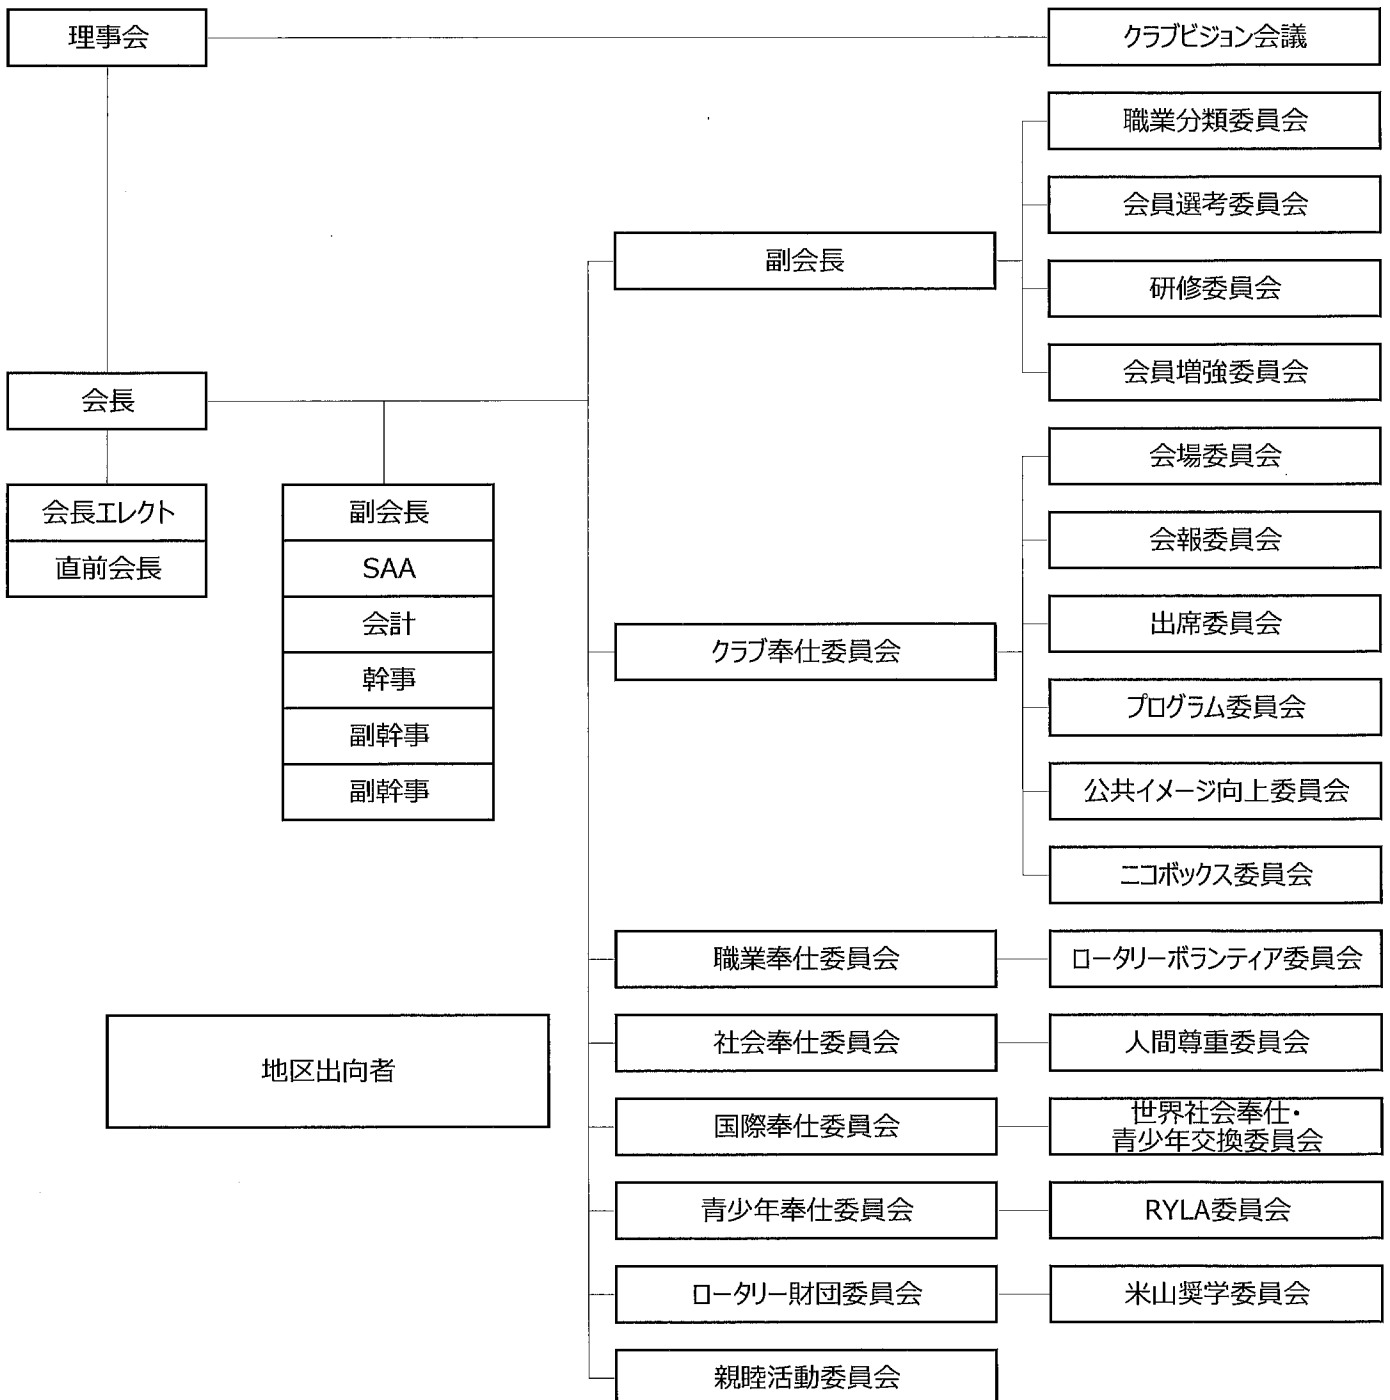 理事会
クラブビジョン会議
職業分類委員会
会員選考委員会
副会長
研修委員会
会員増強委員会
会長
会長エレクト
直前会長
副会長
SAA
会計
幹事
副幹事
副幹事
会場委員会
会報委員会
出席委員会
クラブ奉仕委員会
プログラム委員会
公共イメージ向上委員会
ニコボックス委員会
職業奉仕委員会
ロータリーボランティア委員会
地区出向者
社会奉仕委員会
人間尊重委員会
国際奉仕委員会
世界社会奉仕・
青少年交換委員会
青少年奉仕委員会
RYLA委員会
ロータリー財団委員会
米山奨学委員会
親睦活動委員会